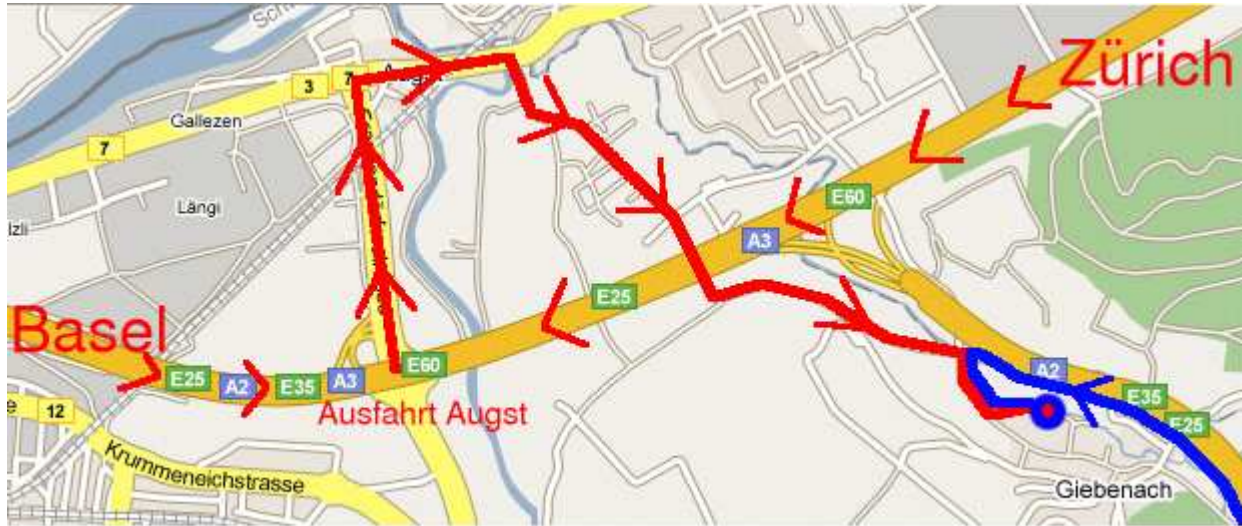 Zürich
3
7
Gallezen
7
Längi
E60
A3
E25
Basel
E25
A2
E35
A3
E60
Ausfahrt Augst
A2
E35
E25
12
Krummeneichstrasse
Giebenach